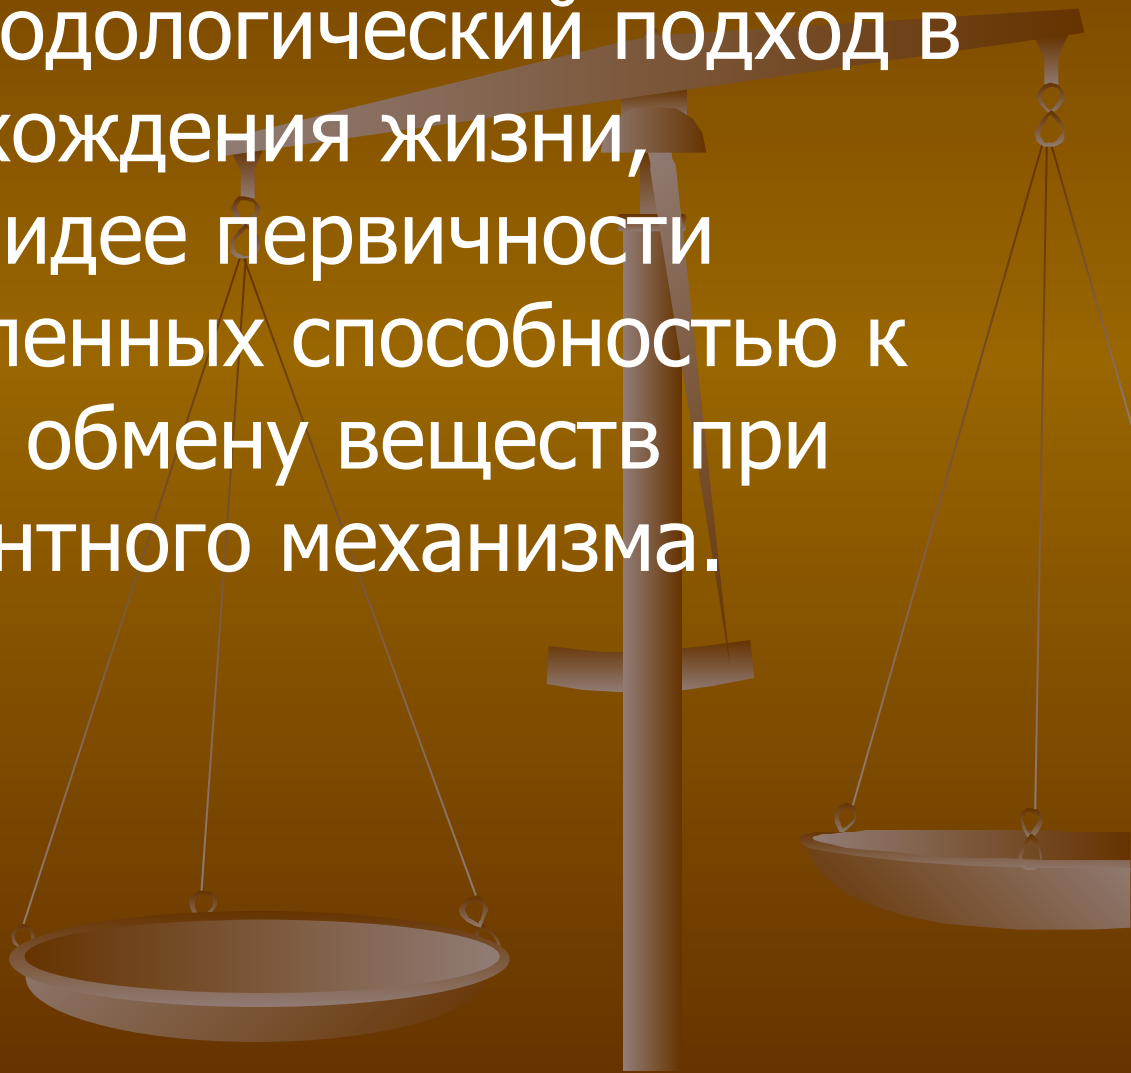 одологический подход в
хождения жизни,
идее первичности
ленных способностью к
обмену веществ при
нтного механизма.